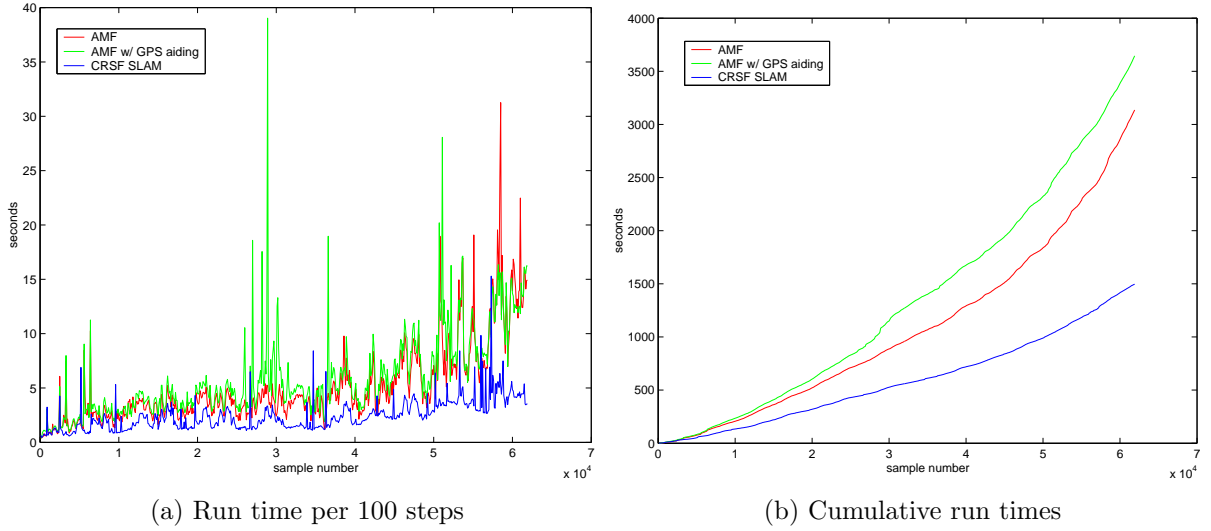 40
35
30
25
20
15
10
5
0
seconds
AMF
AMF w/ GPS aiding
CRSF SLAM
0 1 2 3 4 5 6 7
sample number
x 10^4
(a) Run time per 100 steps
4000
3500
3000
2500
2000
1500
1000
500
0
seconds
AMF
AMF w/ GPS aiding
CRSF SLAM
0 1 2 3 4 5 6 7
sample number
x 10^4
(b) Cumulative run times